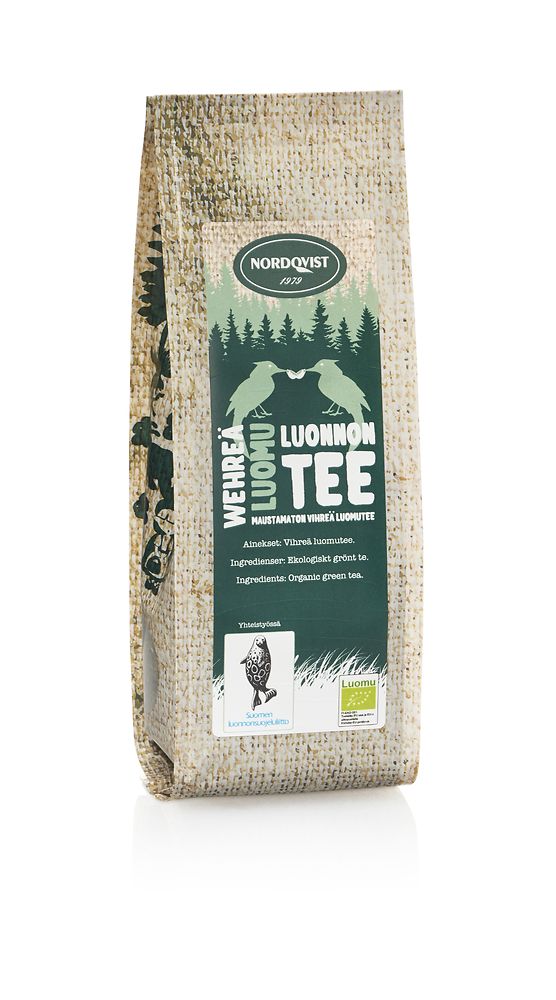 NORDQVIST
1979
WEHREÄ
LUOMU
LUONNON
TEE
MAUSTAMATON VIHREÄ LUOMUTEE
Ainekset: Vihreä luomutee.
Ingredienser: Ekologiskt grönt te.
Ingredients: Organic green tea.
Yhteistyössä
Suomen
luonnonsuojeluliitto
Luomu